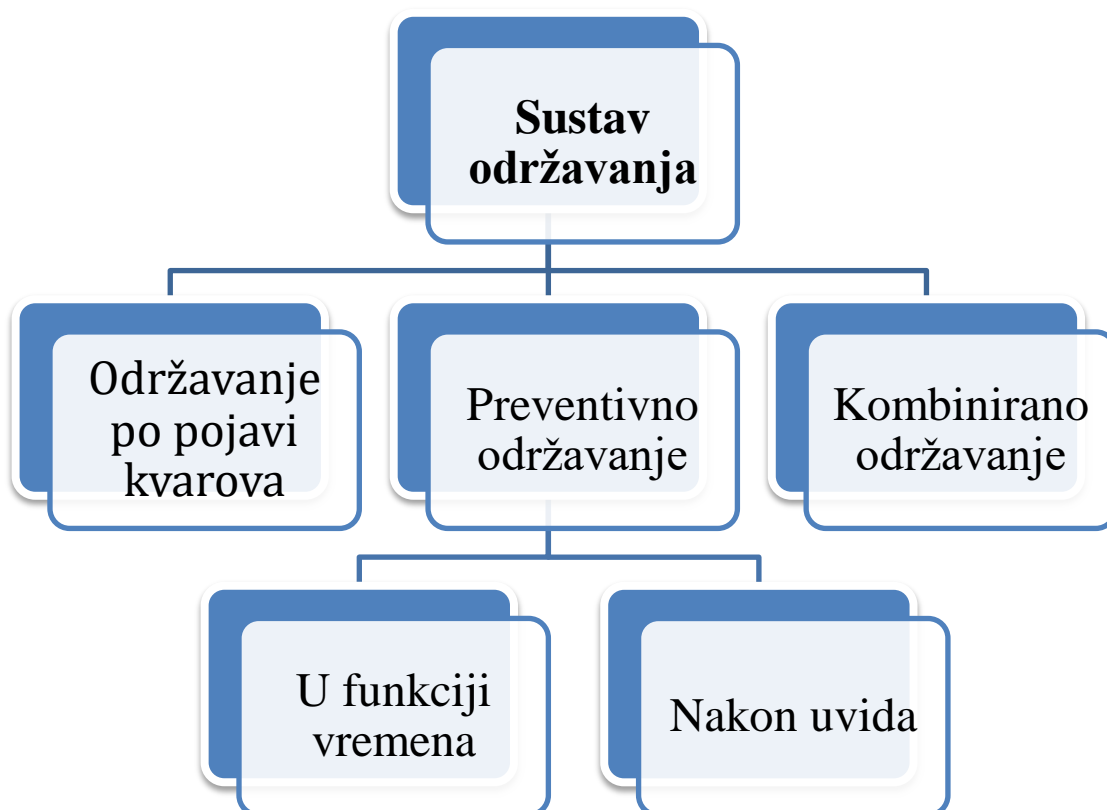 Sustav
održavanja
Održavanje
po pojavi
kvarova
Preventivno
održavanje
Kombinirano
održavanje
U funkciji
vremena
Nakon uvida